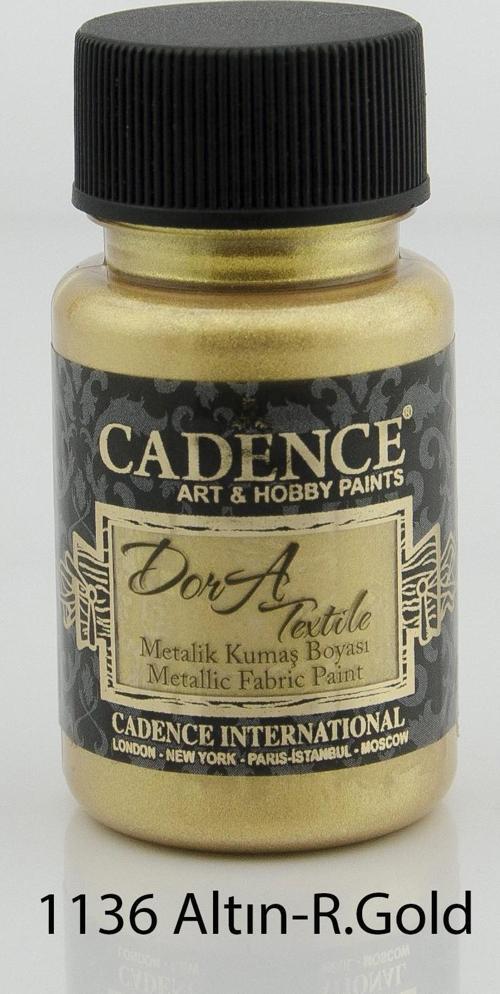 CADENCE®
ART & HOBBY PAINTS
DorA
Textile
Metalik Kumaş Boyası
Metallic Fabric Paint
CADENCE INTERNATIONAL
LONDON - NEW YORK - PARIS-İSTANBUL - MOSCOW
1136 Altın-R.Gold